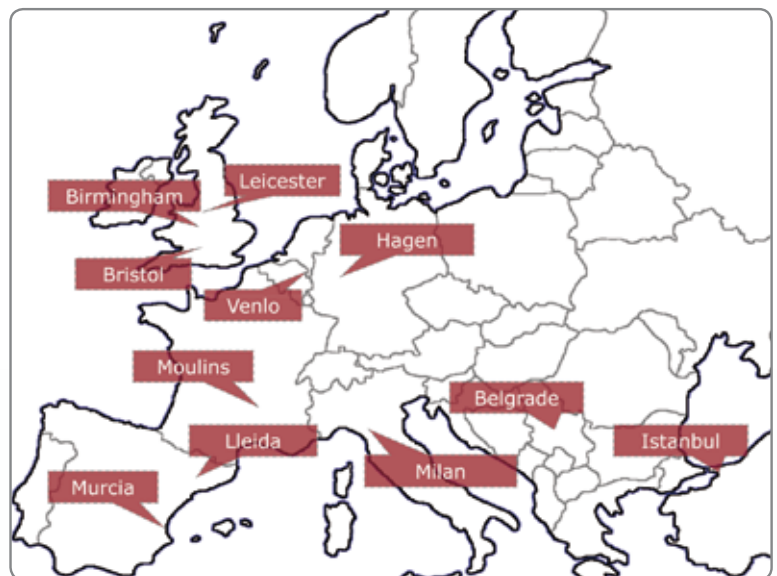 Leicester
Birmingham
Hagen
Bristol
Venlo
Moulins
Belgrade
Lleida
Istanbul
Milan
Murcia